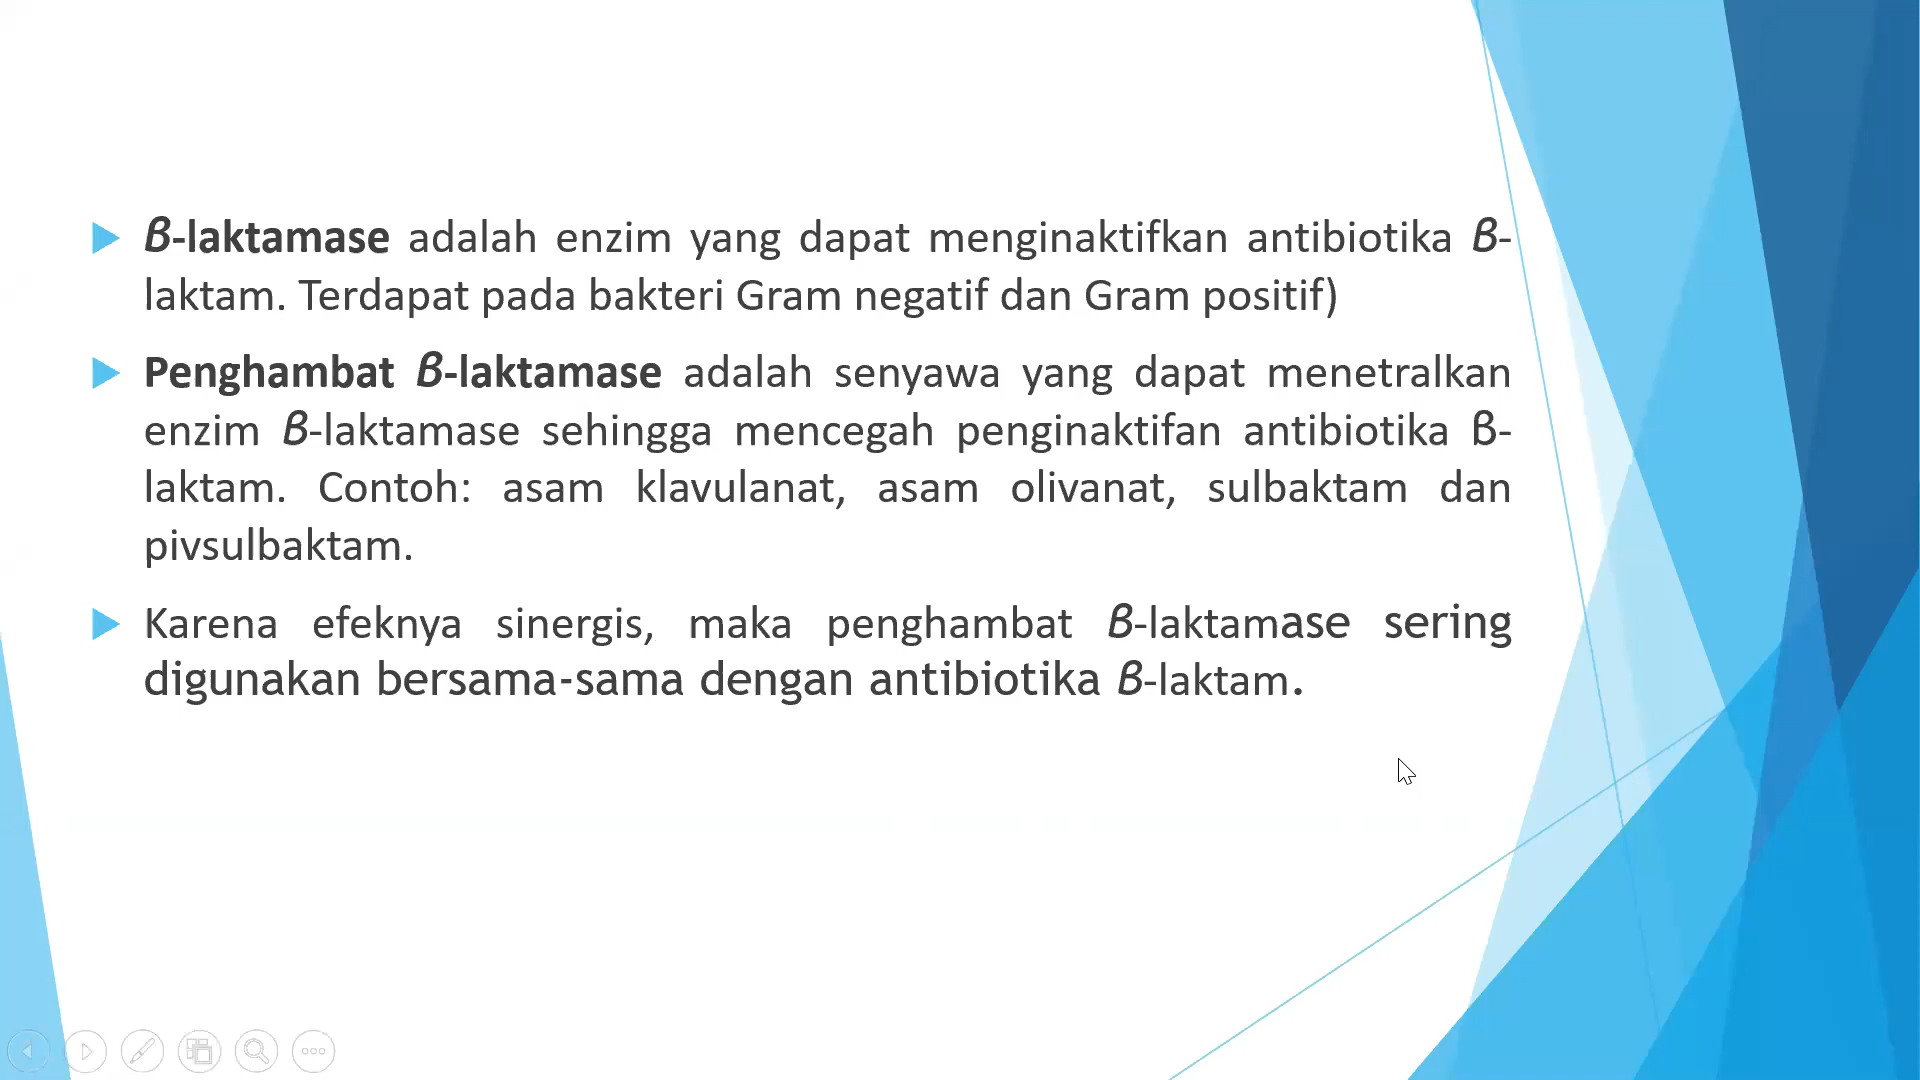 β-laktamase adalah enzim yang dapat menginaktifkan antibiotika β-
laktam. Terdapat pada bakteri Gram negatif dan Gram positif)
Penghambat β-laktamase adalah senyawa yang dapat menetralkan
enzim β-laktamase sehingga mencegah penginaktifan antibiotika ß-
laktam. Contoh: asam klavulanat, asam olivanat, sulbaktam dan
pivsulbaktam.
Karena efeknya sinergis, maka penghambat β-laktamase sering
digunakan bersama-sama dengan antibiotika β-laktam.